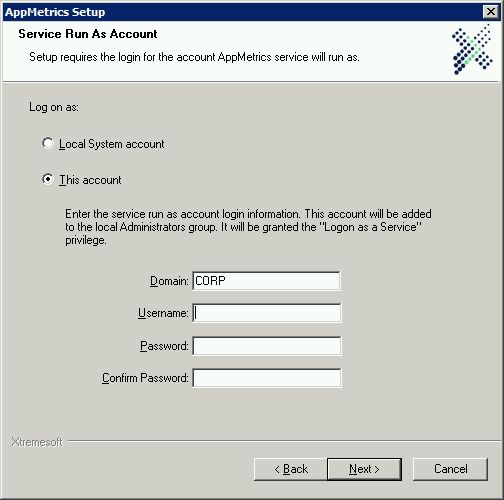 AppMetrics Setup
Service Run As Account
Setup requires the login for the account AppMetrics service will run as.
Log on as:
Local System account
This account
Enter the service run as account login information. This account will be added
to the local Administrators group. It will be granted the "Logon as a Service"
privilege.
Domain: CORP
Username:
Password:
Confirm Password:
Xtremesoft
< Back Next > Cancel